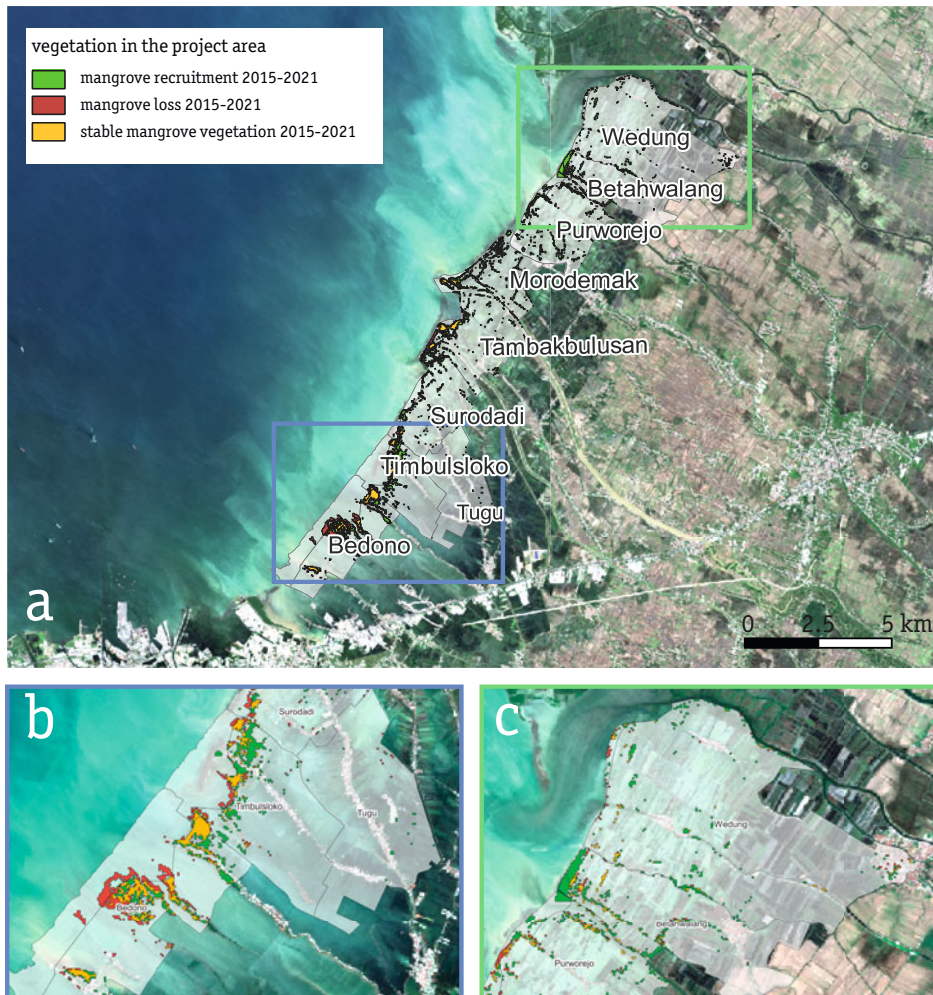 vegetation in the project area
mangrove recruitment 2015-2021
mangrove loss 2015-2021
stable mangrove vegetation 2015-2021
Wedung
Betahwalang
Purworejo
Morodemak
Tambakbulusan
Surodadi
Timbulsloko
Tugu
Bedono
a
0 2.5 5 km
b
Surodadi
Timbulsloko
Tugu
Bedono
c
Wedung
Betahwalang
Purworejo